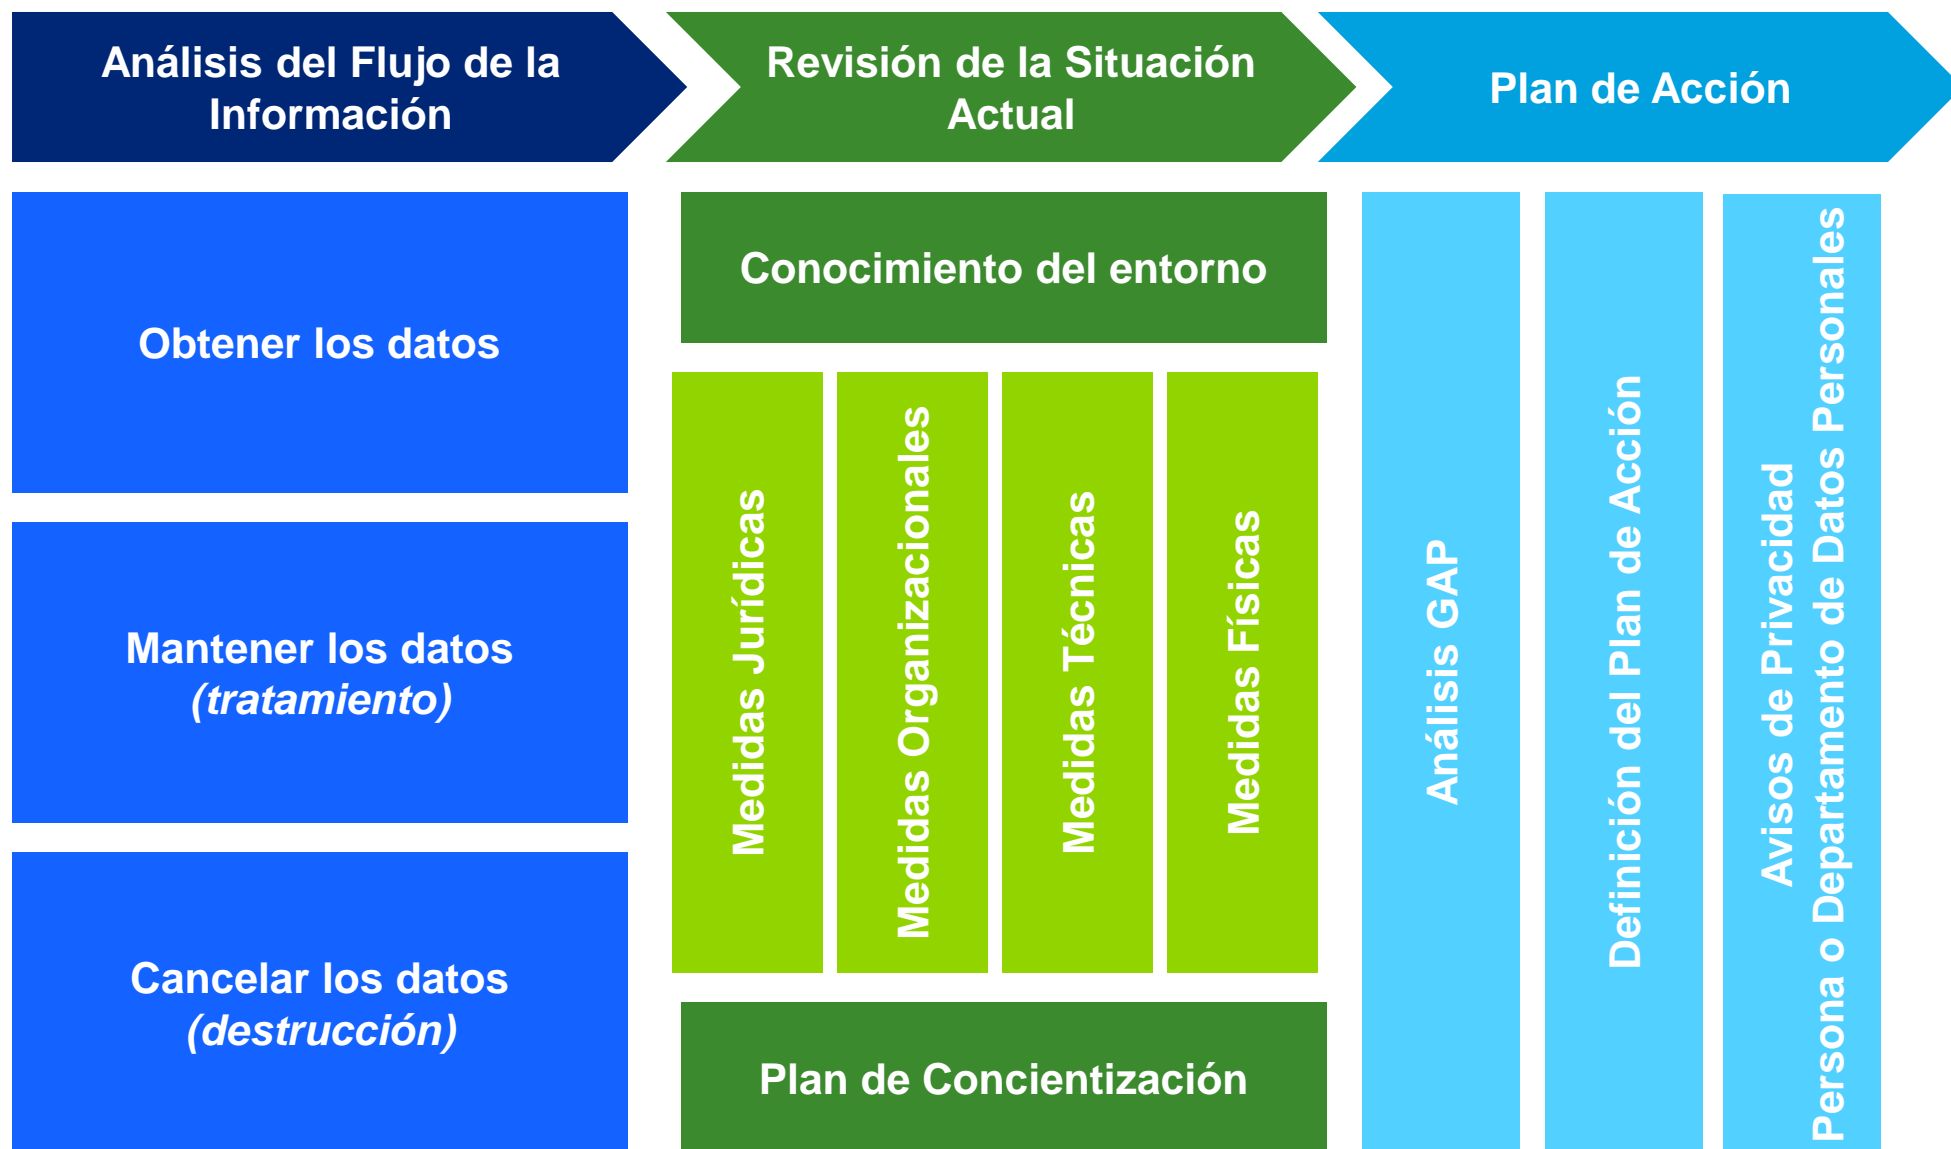 Análisis del Flujo de la
Información
Revisión de la Situación
Actual
Plan de Acción
Obtener los datos
Mantener los datos
(tratamiento)
Cancelar los datos
(destrucción)
Conocimiento del entorno
Medidas Jurídicas
Medidas Organizacionales
Medidas Técnicas
Medidas Físicas
Plan de Concientización
Análisis GAP
Definición del Plan de Acción
Avisos de Privacidad
Persona o Departamento de Datos Personales